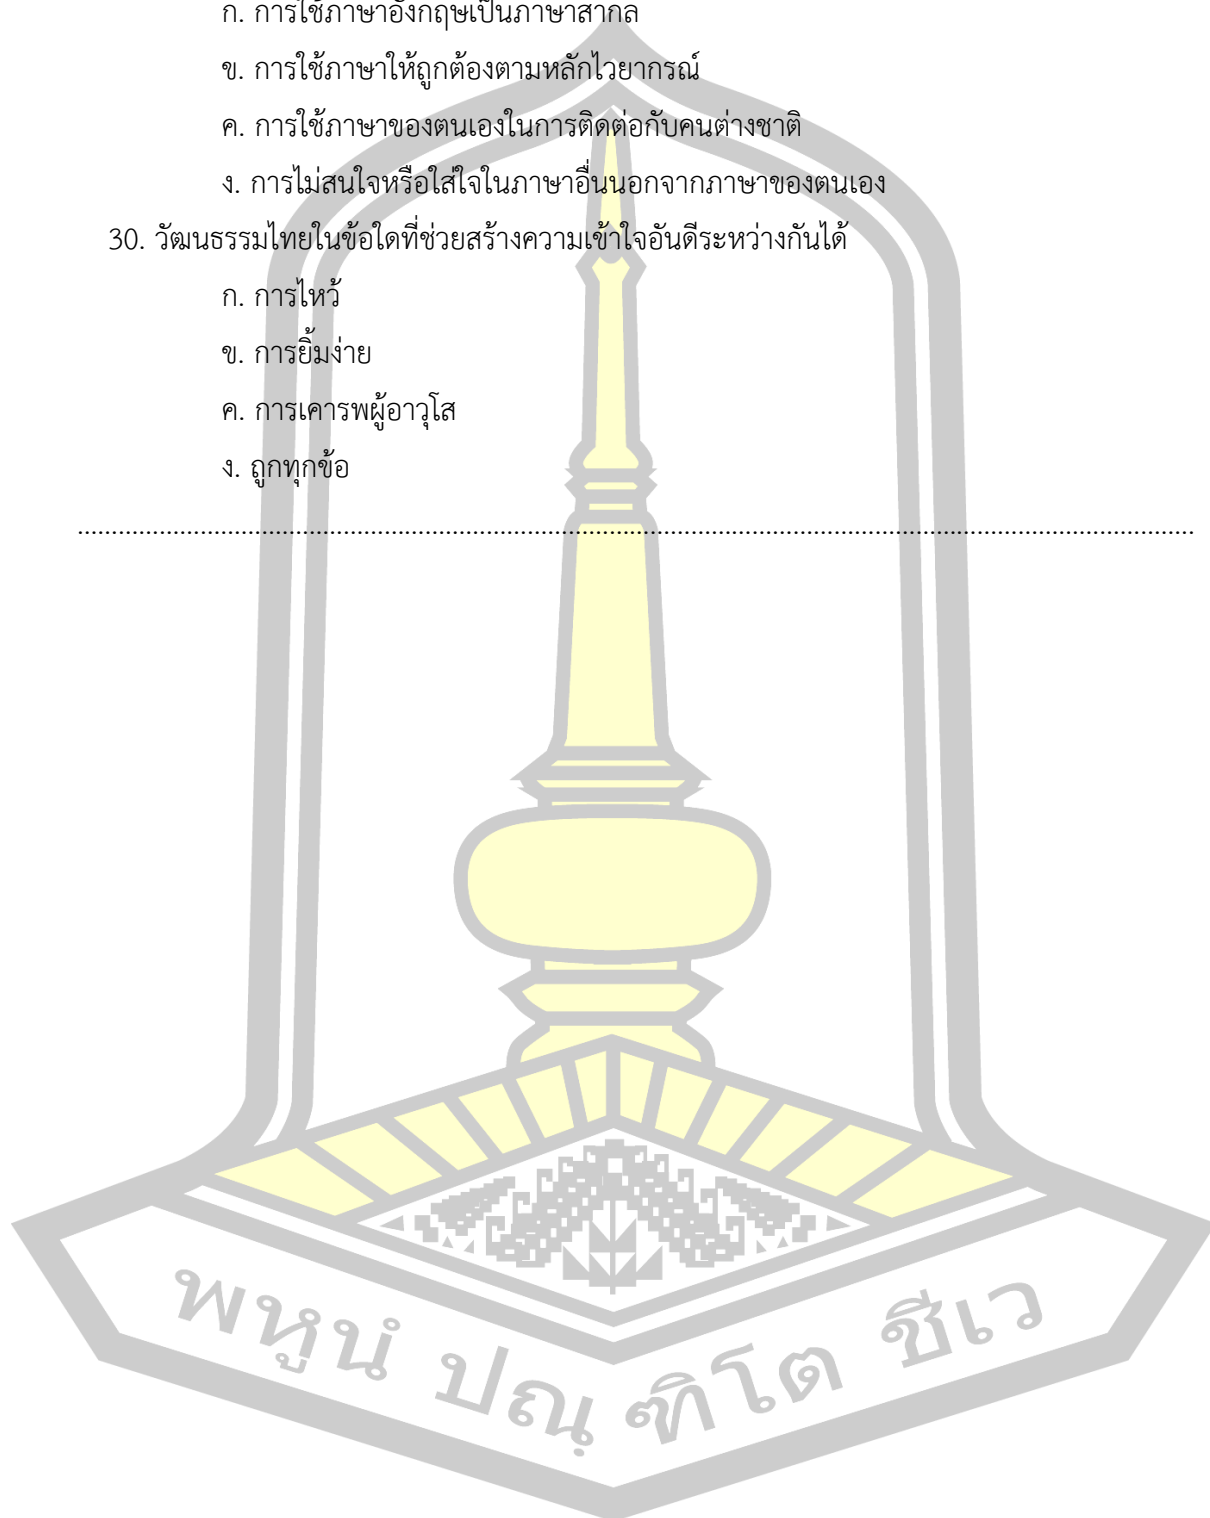 ก. การใช้ภาษาอังกฤษเป็นภาษาสากล
ข. การใช้ภาษาให้ถูกต้องตามหลักไวยากรณ์
ค. การใช้ภาษาของตนเองในการติดต่อกับคนต่างชาติ
ง. การไม่สนใจหรือใส่ใจในภาษาอื่นนอกจากภาษาของตนเอง
30. วัฒนธรรมไทยในข้อใดที่ช่วยสร้างความเข้าใจอันดีระหว่างกันได้
ก. การไหว้
ข. การยิ้มง่าย
ค. การเคารพผู้อาวุโส
ง. ถูกทุกข้อ
พหูนํ ปณฺ ฑิโต ชีเว